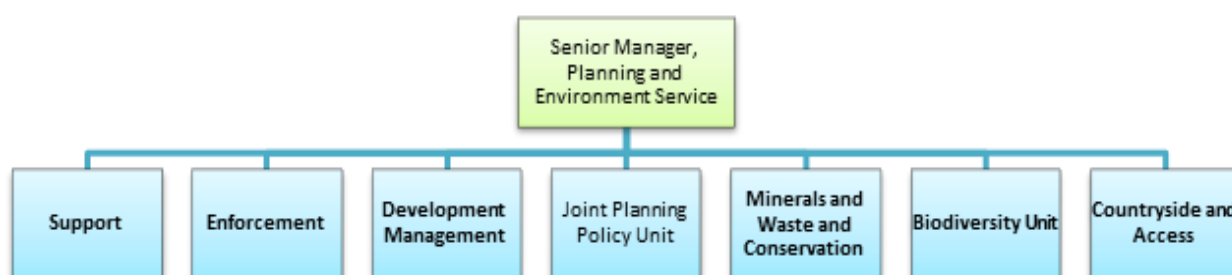 Senior Manager,
Planning and
Environment Service
Support
Enforcement
Development
Management
Joint Planning
Policy Unit
Minerals and
Waste and
Conservation
Biodiversity Unit
Countryside and
Access